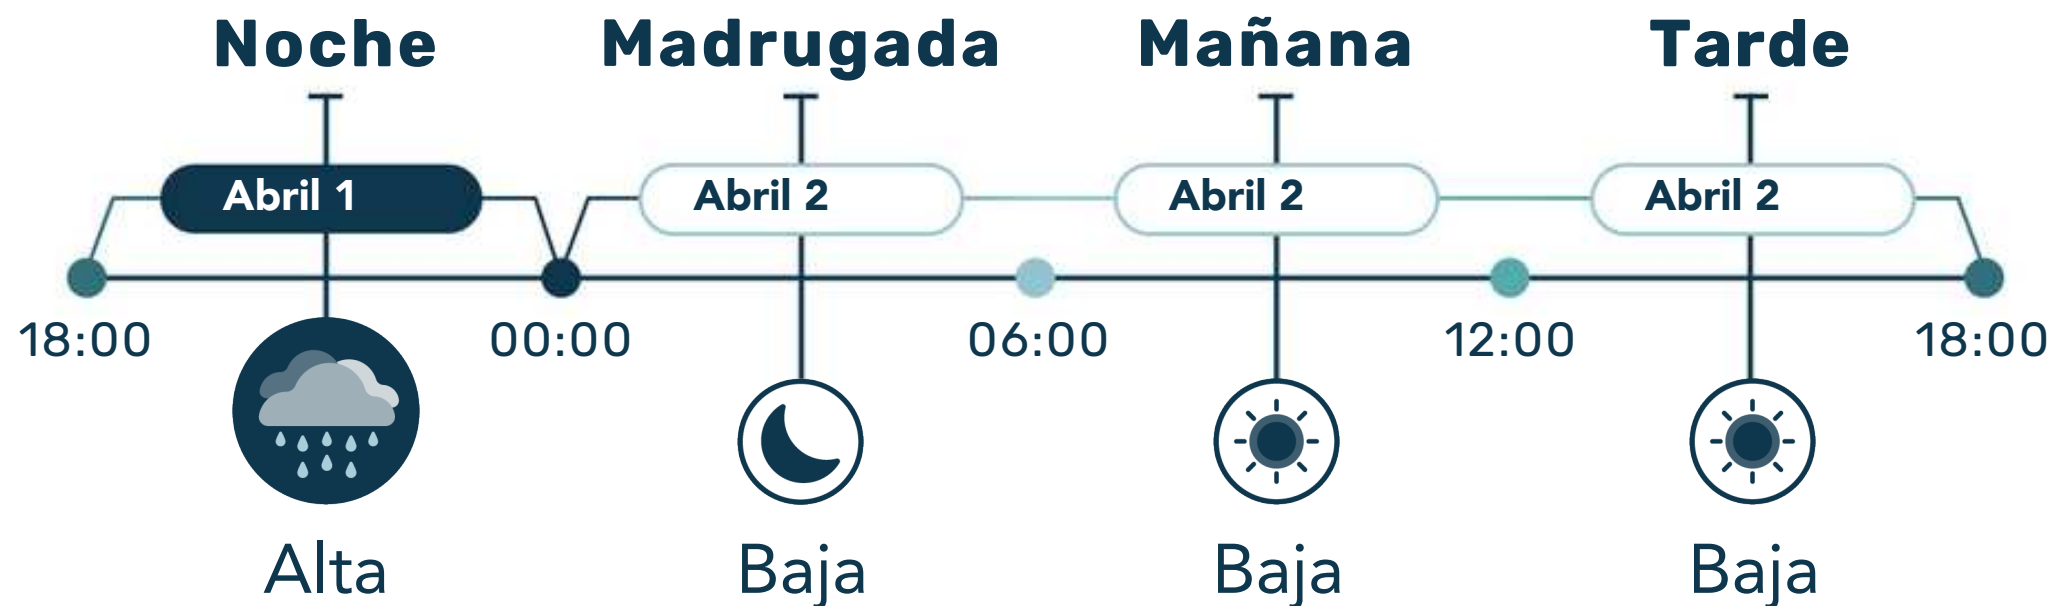 Noche Madrugada Mañana Tarde
Abril 1 Abril 2 Abril 2 Abril 2
18:00 00:00 06:00 12:00 18:00
Alta Baja Baja Baja